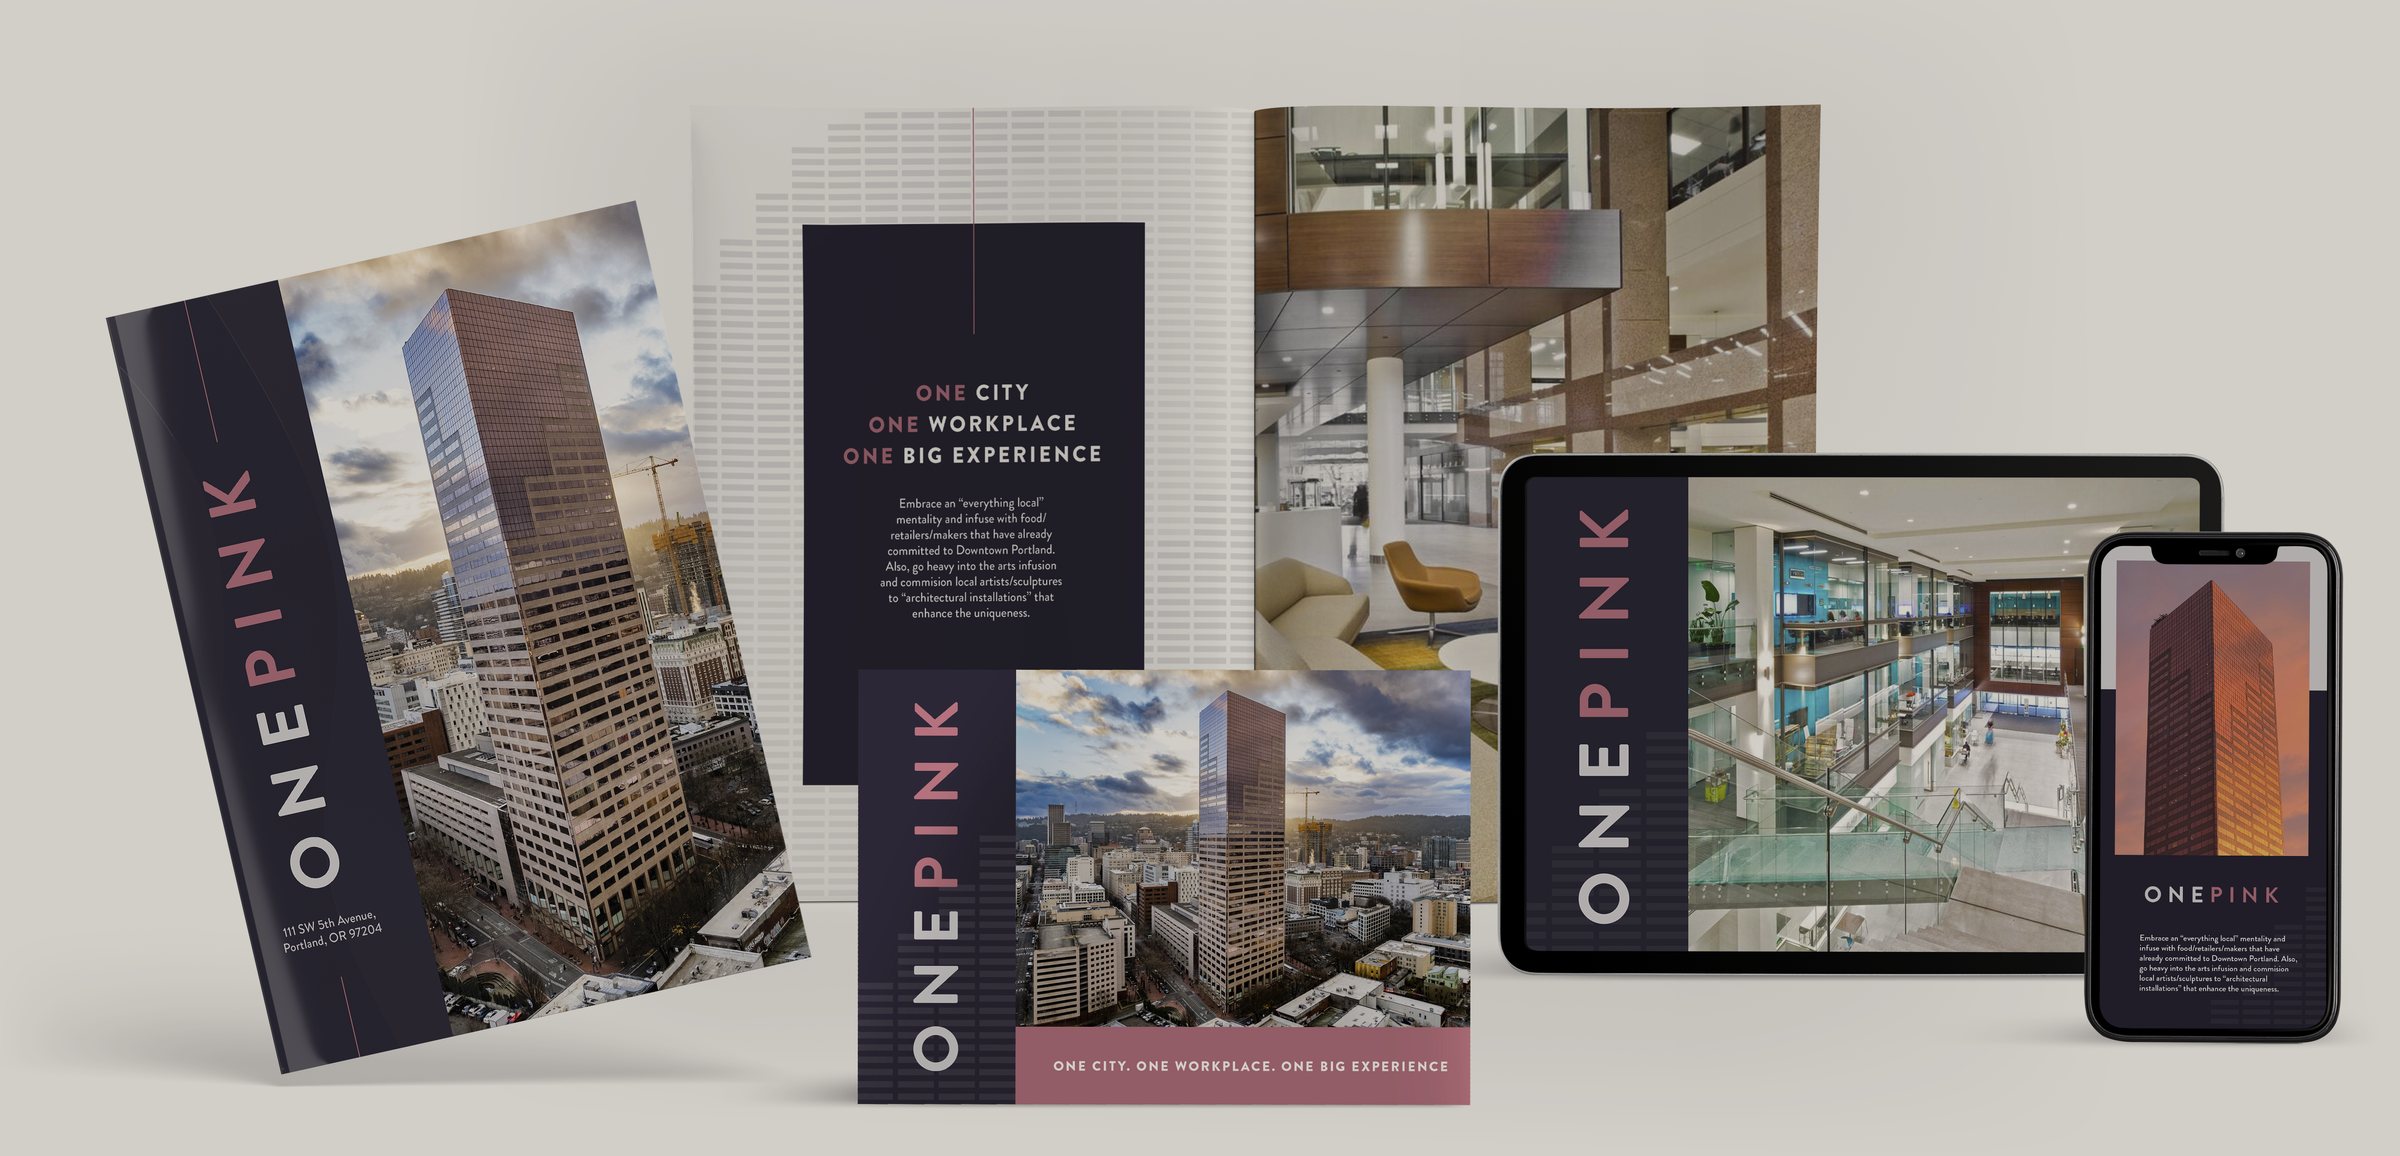 ONEPINK
111 SW 5th Avenue,
Portland, OR 97204
ONE CITY
ONE WORKPLACE
ONE BIG EXPERIENCE
Embrace an “everything local”
mentality and infuse with food/
retailers/makers that have already
committed to Downtown Portland.
Also, go heavy into the arts infusion
and commision local artists/sculptures
to “architectural installations” that
enhance the uniqueness.
ONEPINK
ONE CITY. ONE WORKPLACE. ONE BIG EXPERIENCE
ONEPINK
ONEPINK
Embrace an “everything local” mentality and
infuse with food/retailers/makers that have
already committed to Downtown Portland. Also,
go heavy into the arts infusion and commision
local artists/sculptures to “architectural
installations” that enhance the uniqueness.